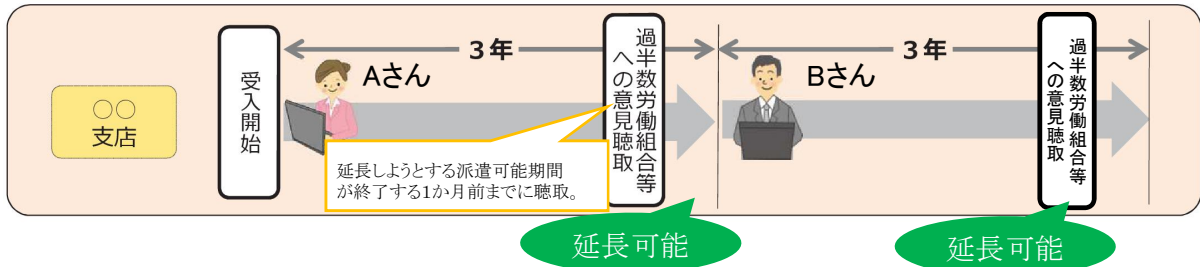 ○○
支店
受入開始
3年
Aさん
過半数労働組合等
への意見聴取
延長しようとする派遣可能期間
が終了する1か月前までに聴取。
延長可能
3年
Bさん
過半数労働組合等
への意見聴取
延長可能